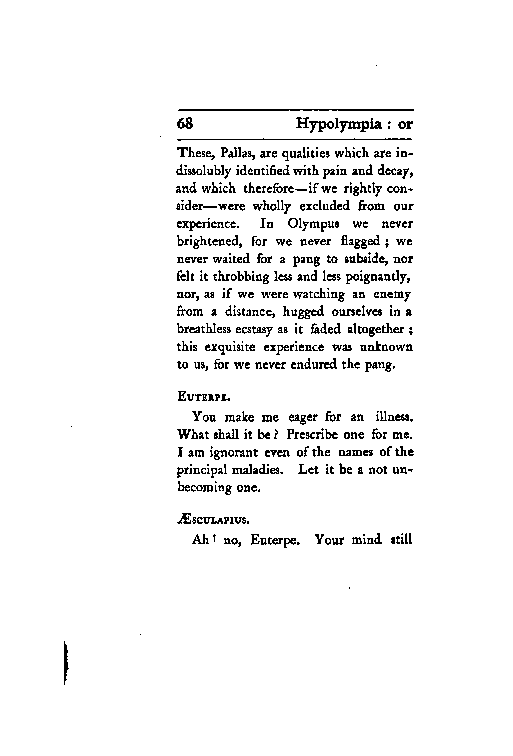 68 Hypolympia : or
These, Pallas, are qualities which are in-
dissolubly identified with pain and decay,
and which therefore—if we rightly con-
sider—were wholly excluded from our
experience. In Olympus we never
brightened, for we never flagged ; we
never waited for a pang to subside, nor
felt it throbbing less and less poignantly,
nor, as if we were watching an enemy
from a distance, hugged ourselves in a
breathless ecstasy as it faded altogether ;
this exquisite experience was unknown
to us, for we never endured the pang.
Euterpe.
You make me eager for an illness.
What shall it be? Prescribe one for me.
I am ignorant even of the names of the
principal maladies. Let it be a not un-
becoming one.
Æsculapius.
Ah! no, Euterpe. Your mind still